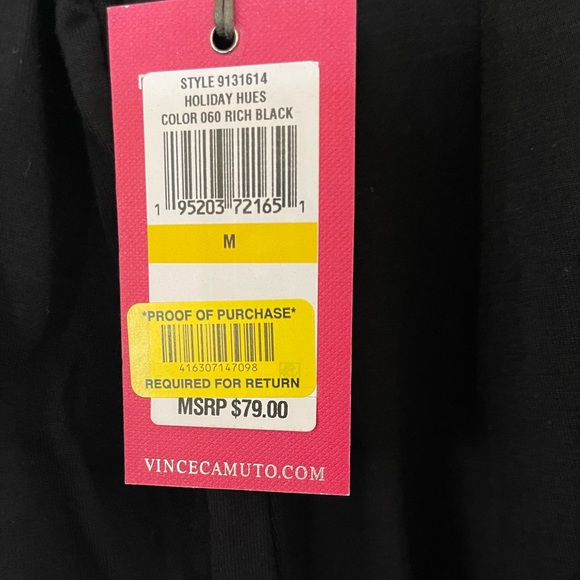 STYLE 9131614
HOLIDAY HUES
COLOR 060 RICH BLACK
1 95203 72165 1
M
*PROOF OF PURCHASE*
416307147098
REQUIRED FOR RETURN
MSRP $79.00
VINCECAMUTO.COM